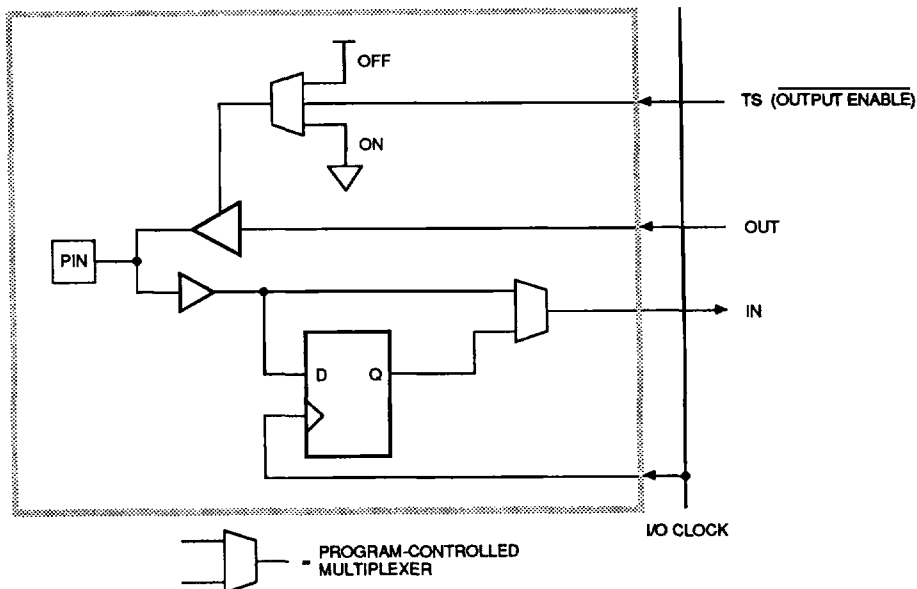 OFF
TS (OUTPUT ENABLE)
ON
OUT
PIN
IN
D Q
I/O CLOCK
= PROGRAM-CONTROLLED
MULTIPLEXER